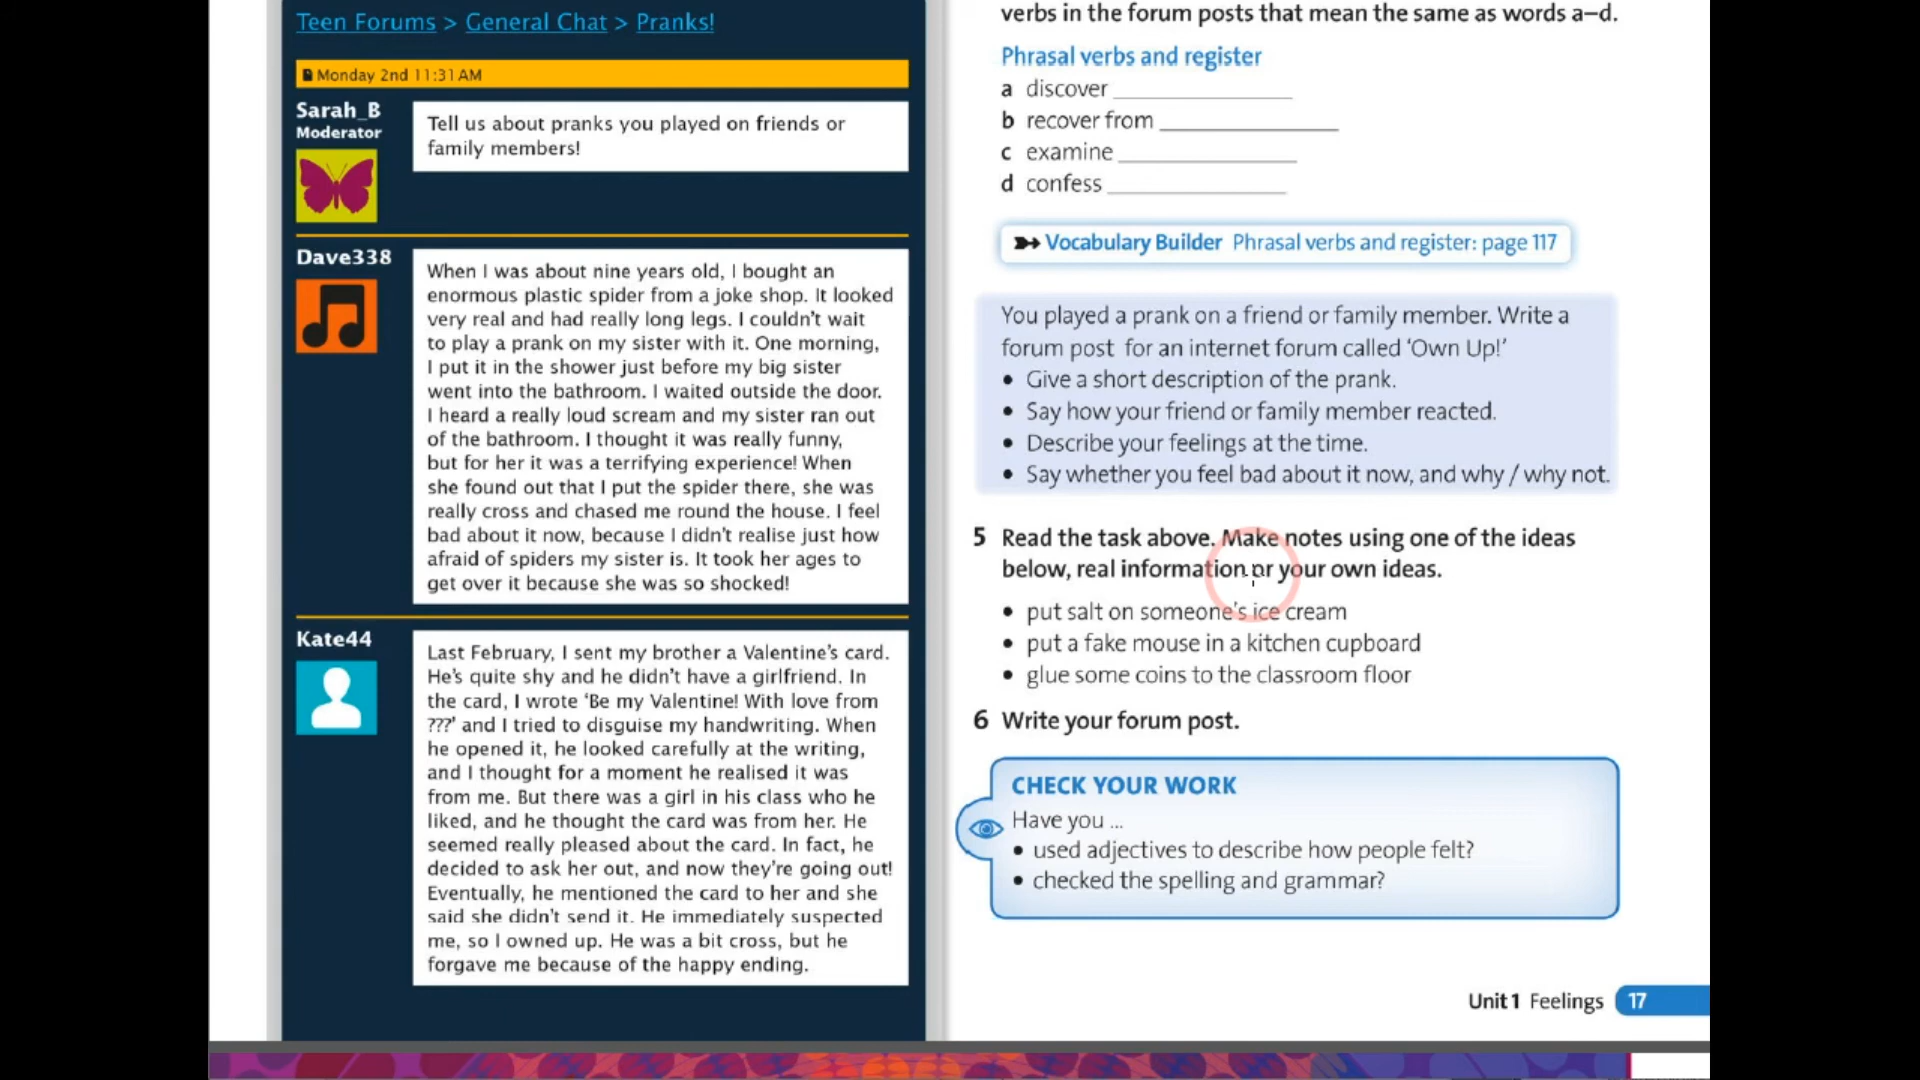 Teen Forums > General Chat > Pranks!
Monday 2nd 11:31AM
Sarah_B
Moderator
Tell us about pranks you played on friends or
family members!
Dave338
When I was about nine years old, I bought an
enormous plastic spider from a joke shop. It looked
very real and had really long legs. I couldn't wait
to play a prank on my sister with it. One morning,
I put it in the shower just before my big sister
went into the bathroom. I waited outside the door.
I heard a really loud scream and my sister ran out
of the bathroom. I thought it was really funny,
but for her it was a terrifying experience! When
she found out that I put the spider there, she was
really cross and chased me round the house. I feel
bad about it now, because I didn't realise just how
afraid of spiders my sister is. It took her ages to
get over it because she was so shocked!
Kate44
Last February, I sent my brother a Valentine's card.
He's quite shy and he didn't have a girlfriend. In
the card, I wrote 'Be my Valentine! With love from
???' and I tried to disguise my handwriting. When
he opened it, he looked carefully at the writing,
and I thought for a moment he realised it was
from me. But there was a girl in his class who he
liked, and he thought the card was from her. He
seemed really pleased about the card. In fact, he
decided to ask her out, and now they're going out!
Eventually, he mentioned the card to her and she
said she didn't send it. He immediately suspected
me, so I owned up. He was a bit cross, but he
forgave me because of the happy ending.
verbs in the forum posts that mean the same as words a–d.
Phrasal verbs and register
a discover
b recover from
c examine
d confess
Vocabulary Builder Phrasal verbs and register: page 117
You played a prank on a friend or family member. Write a
forum post for an internet forum called 'Own Up!'
• Give a short description of the prank.
• Say how your friend or family member reacted.
• Describe your feelings at the time.
• Say whether you feel bad about it now, and why / why not.
5 Read the task above. Make notes using one of the ideas
below, real information or your own ideas.
• put salt on someone's ice cream
• put a fake mouse in a kitchen cupboard
• glue some coins to the classroom floor
6 Write your forum post.
CHECK YOUR WORK
Have you ...
• used adjectives to describe how people felt?
• checked the spelling and grammar?
Unit 1 Feelings 17